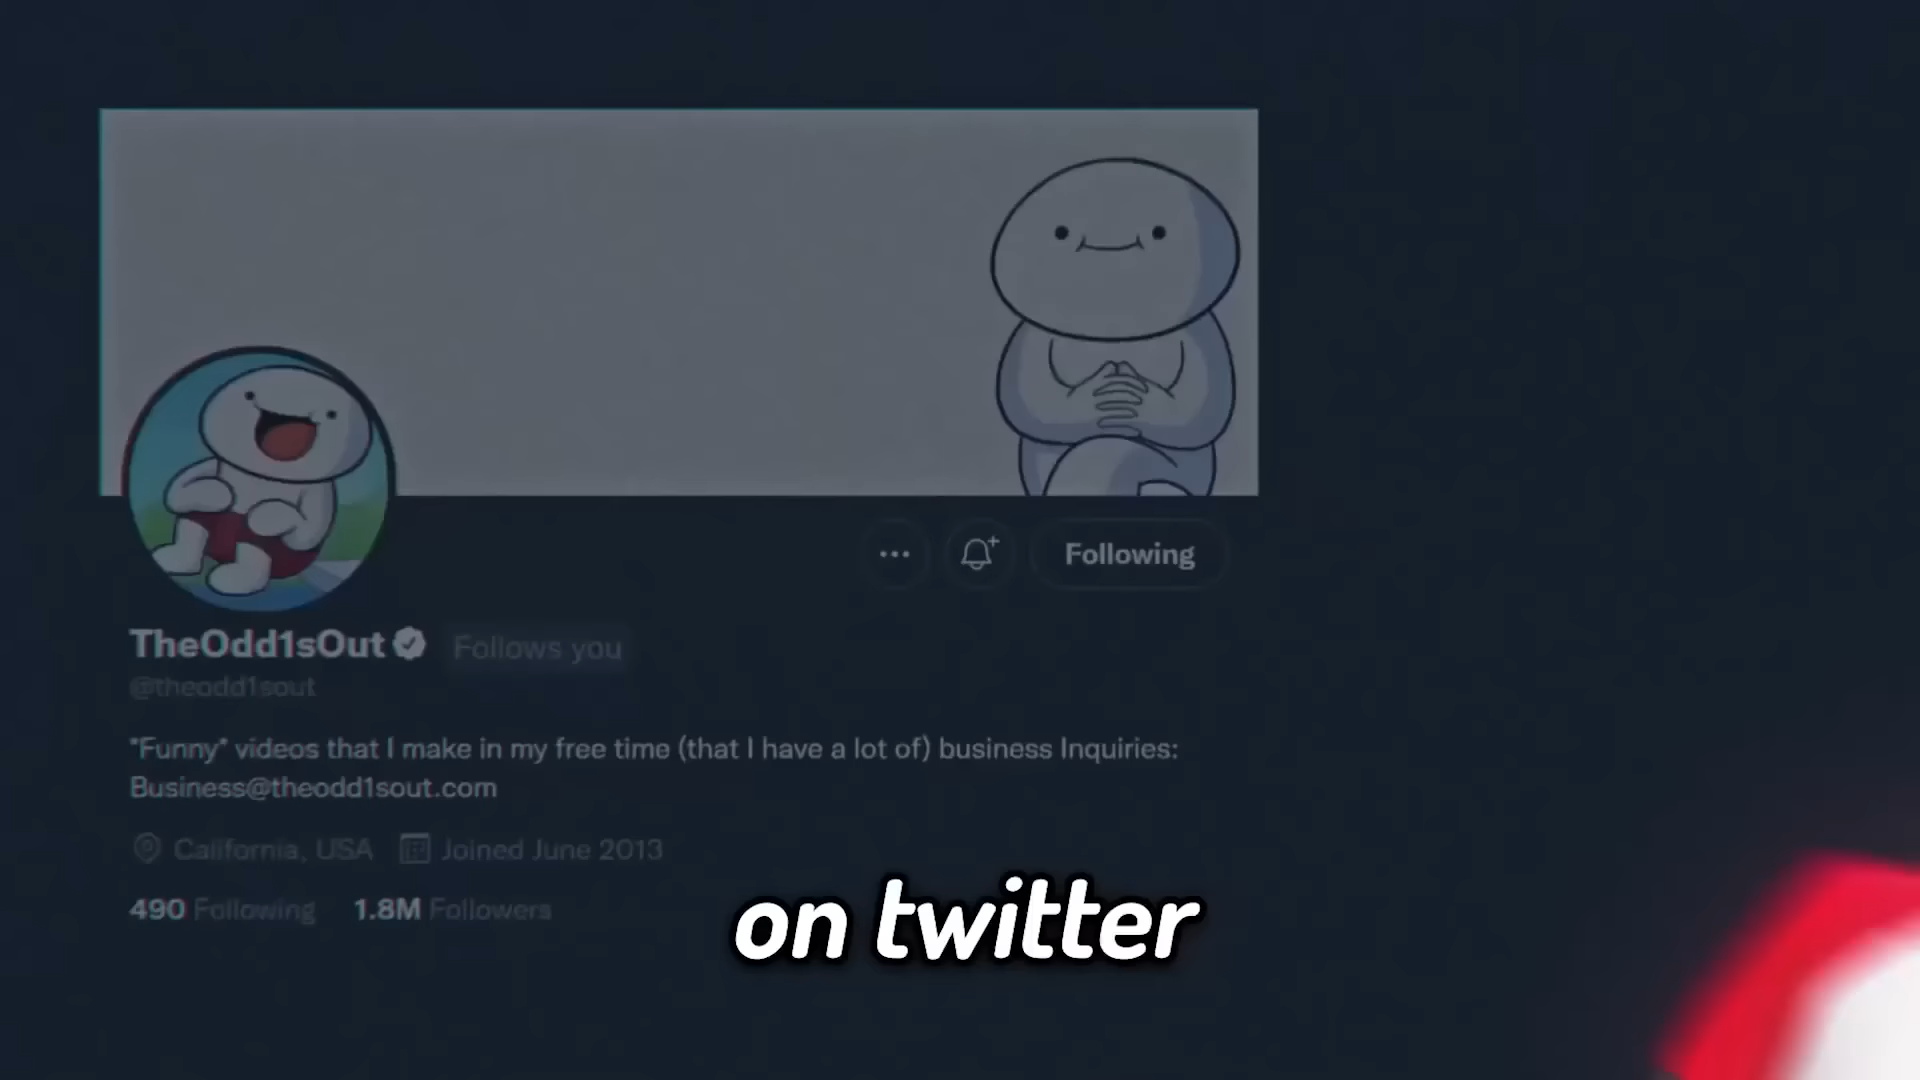 Following
TheOdd1sOut Follows you
@theodd1sout
*Funny* videos that I make in my free time (that I have a lot of) business Inquiries:
Business@theodd1sout.com
California, USA Joined June 2013
490 Following 1.8M Followers
on twitter